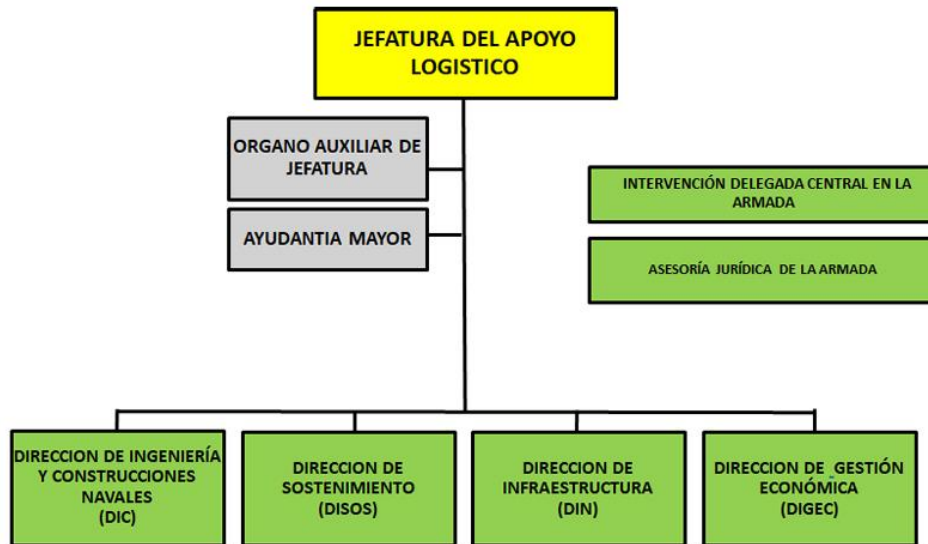 JEFATURA DEL APOYO
LOGISTICO
ORGANO AUXILIAR DE
JEFATURA
AYUDANTIA MAYOR
INTERVENCIÓN DELEGADA CENTRAL EN LA
ARMADA
ASESORÍA JURÍDICA DE LA ARMADA
DIRECCION DE INGENIERÍA
Y CONSTRUCCIONES
NAVALES
(DIC)
DIRECCION DE
SOSTENIMIENTO
(DISOS)
DIRECCION DE
INFRAESTRUCTURA
(DIN)
DIRECCION DE GESTIÓN
ECONÓMICA
(DIGEC)